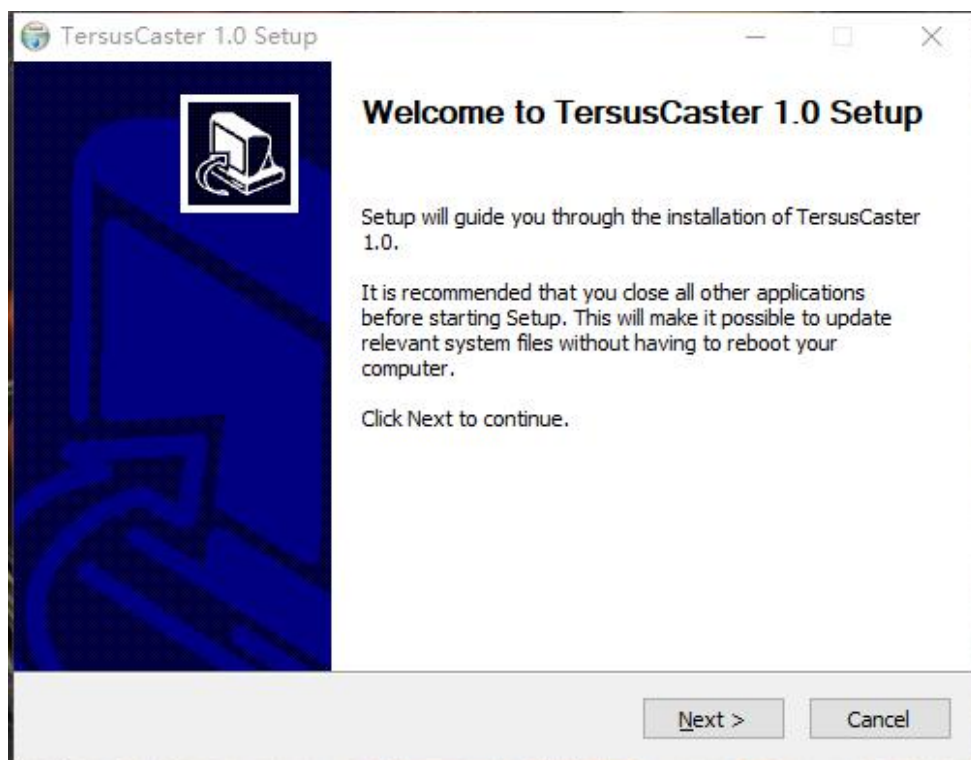 TersusCaster 1.0 Setup
Welcome to TersusCaster 1.0 Setup
Setup will guide you through the installation of TersusCaster
1.0.
It is recommended that you close all other applications
before starting Setup. This will make it possible to update
relevant system files without having to reboot your
computer.
Click Next to continue.
Next >
Cancel